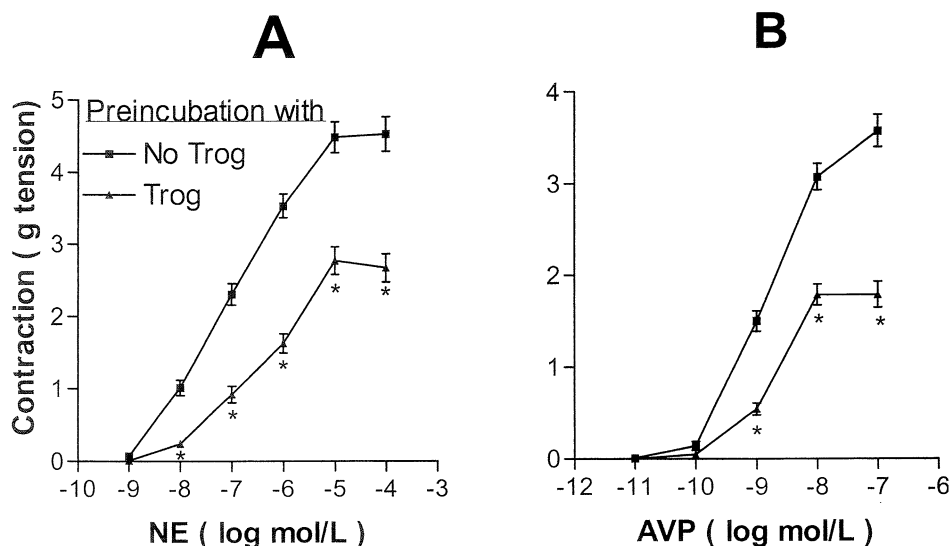 A
Contraction ( g tension)
5
4
3
2
1
0
Preincubation with
No Trog
Trog
* * * * *
-10 -9 -8 -7 -6 -5 -4 -3
NE ( log mol/L )
B
4
3
2
1
0
* * *
-12 -11 -10 -9 -8 -7 -6
AVP ( log mol/L )